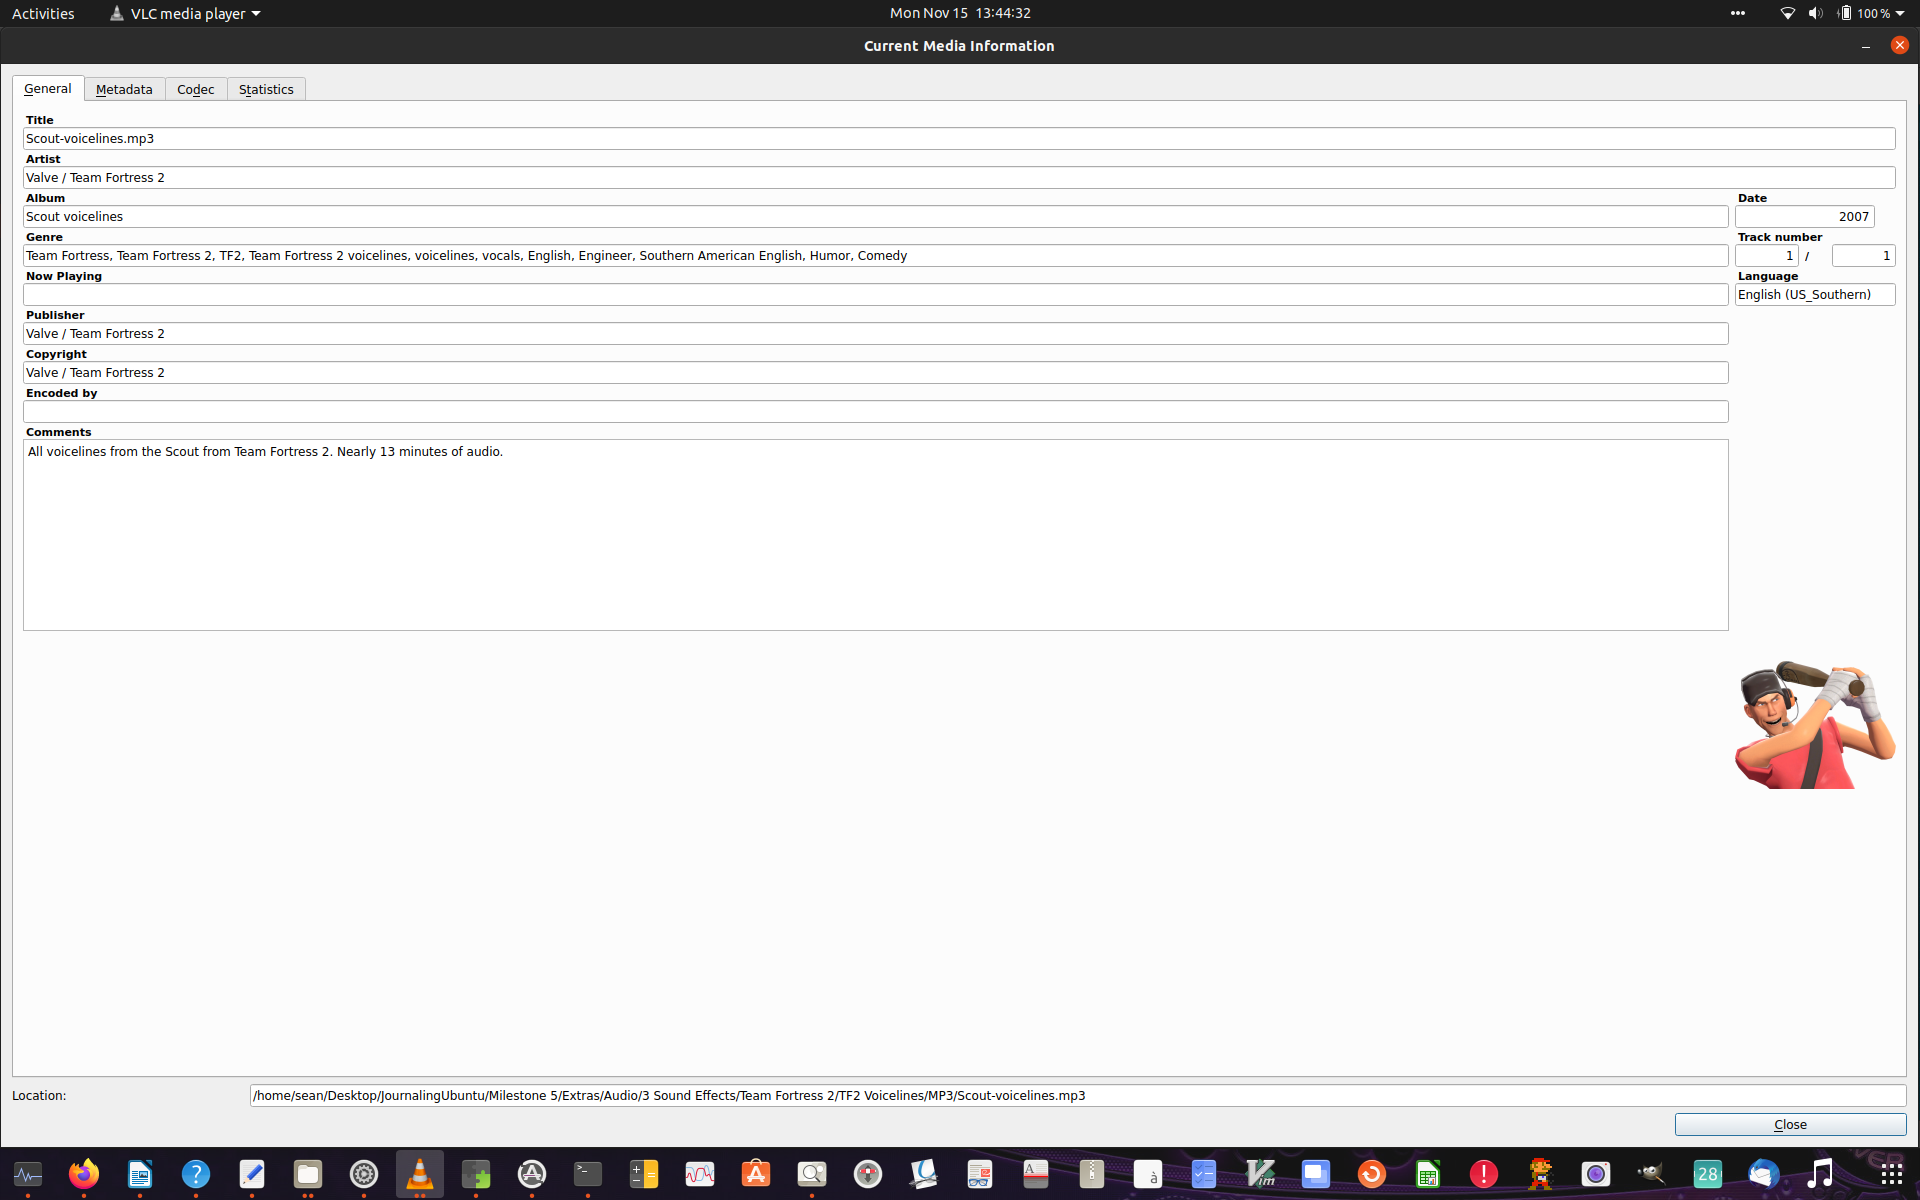 Activities VLC media player Mon Nov 15 13:44:32 100 %
Current Media Information
General Metadata Codec Statistics
Title
Scout-voicelines.mp3
Artist
Valve / Team Fortress 2
Album Date
Scout voicelines 2007
Genre Track number
Team Fortress, Team Fortress 2, TF2, Team Fortress 2 voicelines, voicelines, vocals, English, Engineer, Southern American English, Humor, Comedy 1 / 1
Now Playing Language
English (US_Southern)
Publisher
Valve / Team Fortress 2
Copyright
Valve / Team Fortress 2
Encoded by
Comments
All voicelines from the Scout from Team Fortress 2. Nearly 13 minutes of audio.
Location: /home/sean/Desktop/JournalingUbuntu/Milestone 5/Extras/Audio/3 Sound Effects/Team Fortress 2/TF2 Voicelines/MP3/Scout-voicelines.mp3
Close
28